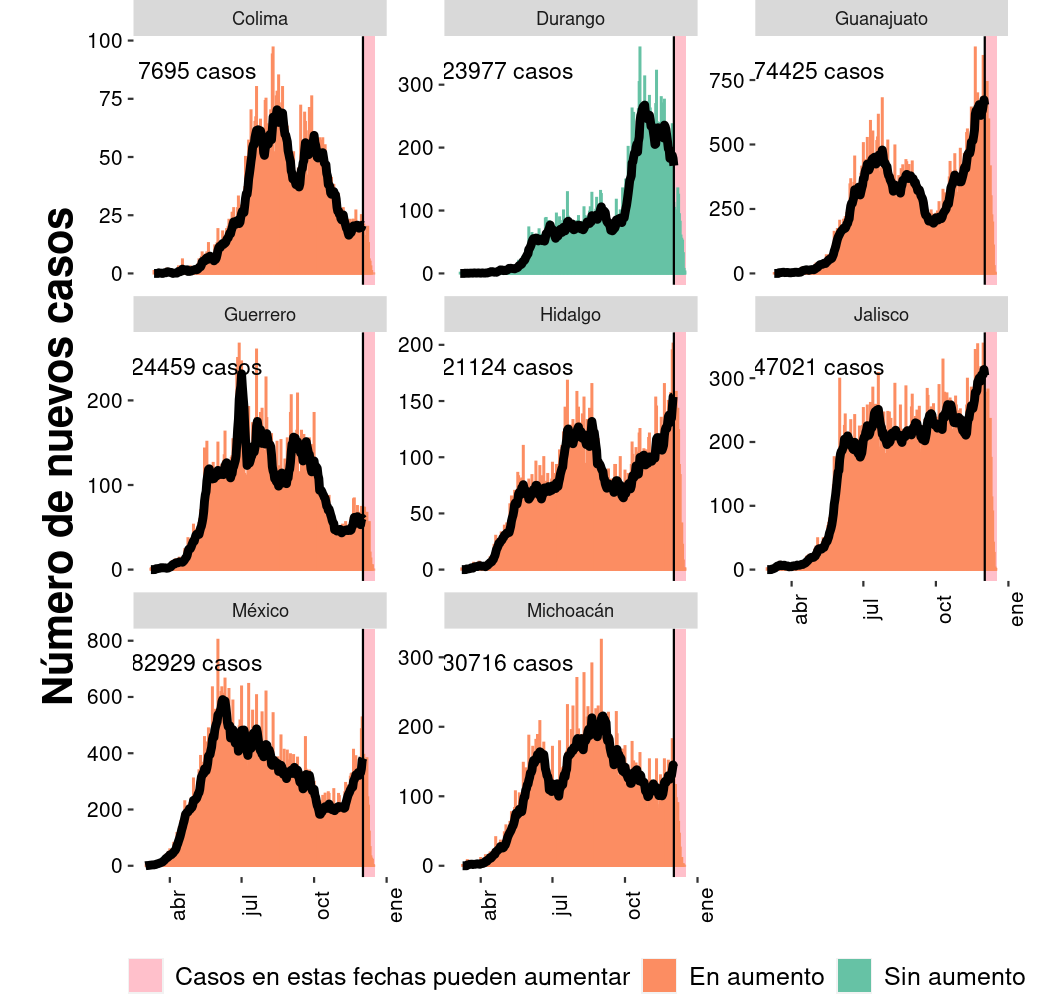 Número de nuevos casos
Colima
Durango
Guanajuato
7695 casos
23977 casos
74425 casos
100
75
50
25
0
300
200
100
0
750
500
250
0
Guerrero
Hidalgo
Jalisco
24459 casos
21124 casos
47021 casos
200
100
0
200
150
100
50
0
300
200
100
0
abr
jul
oct
ene
México
Michoacán
82929 casos
30716 casos
800
600
400
200
0
300
200
100
0
abr
jul
oct
ene
abr
jul
oct
ene
Casos en estas fechas pueden aumentar
En aumento
Sin aumento